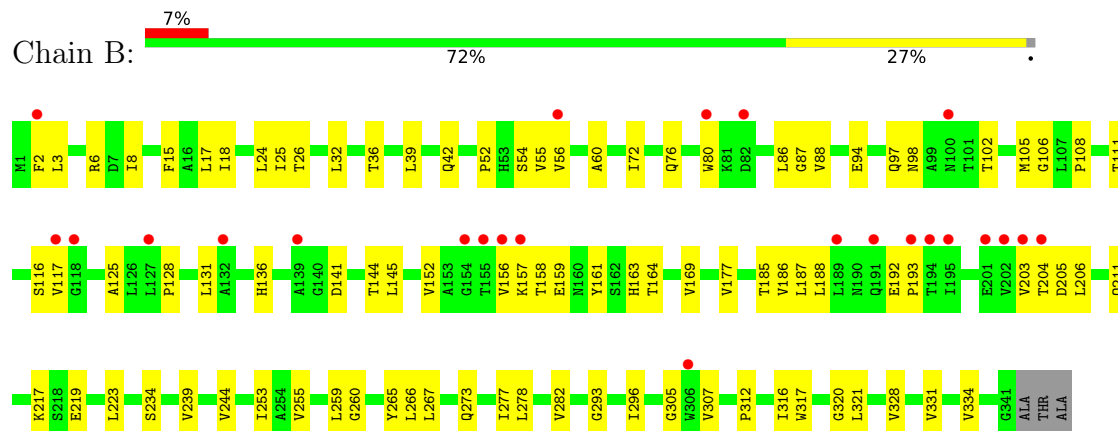 7%
Chain B:
72% 27% .
M1 F2 L3 R6 D7 I8 F15 A16 L17 I18 L24 I25 T26 L32 T36 L39 Q42 P52 H53 S54 V55 V56 A60 I72 Q76 W80 K81 D82 L86 G87 V88 E94 Q97 N98 A99 N100 T101 T102 M105 G106 L107 P108 T111
S116 V117 G118 A125 L126 L127 P128 L131 A132 H136 A139 G140 D141 T144 L145 V152 A153 G154 T155 V156 K157 T158 E159 N160 Y161 S162 H163 T164 V169 V177 T185 V186 L187 L188 L189 N190 Q191 E192 P193 T194 I195 E201 V202 V203 T204 D205 L206
K217 S218 E219 L223 S234 V239 V244 I253 A254 V255 L259 G260 Y265 L266 L267 Q273 I277 L278 V282 G293 I296 G305 W306 V307 P312 I316 W317 G320 L321 V328 V331 V334 G341 ALA THR ALA